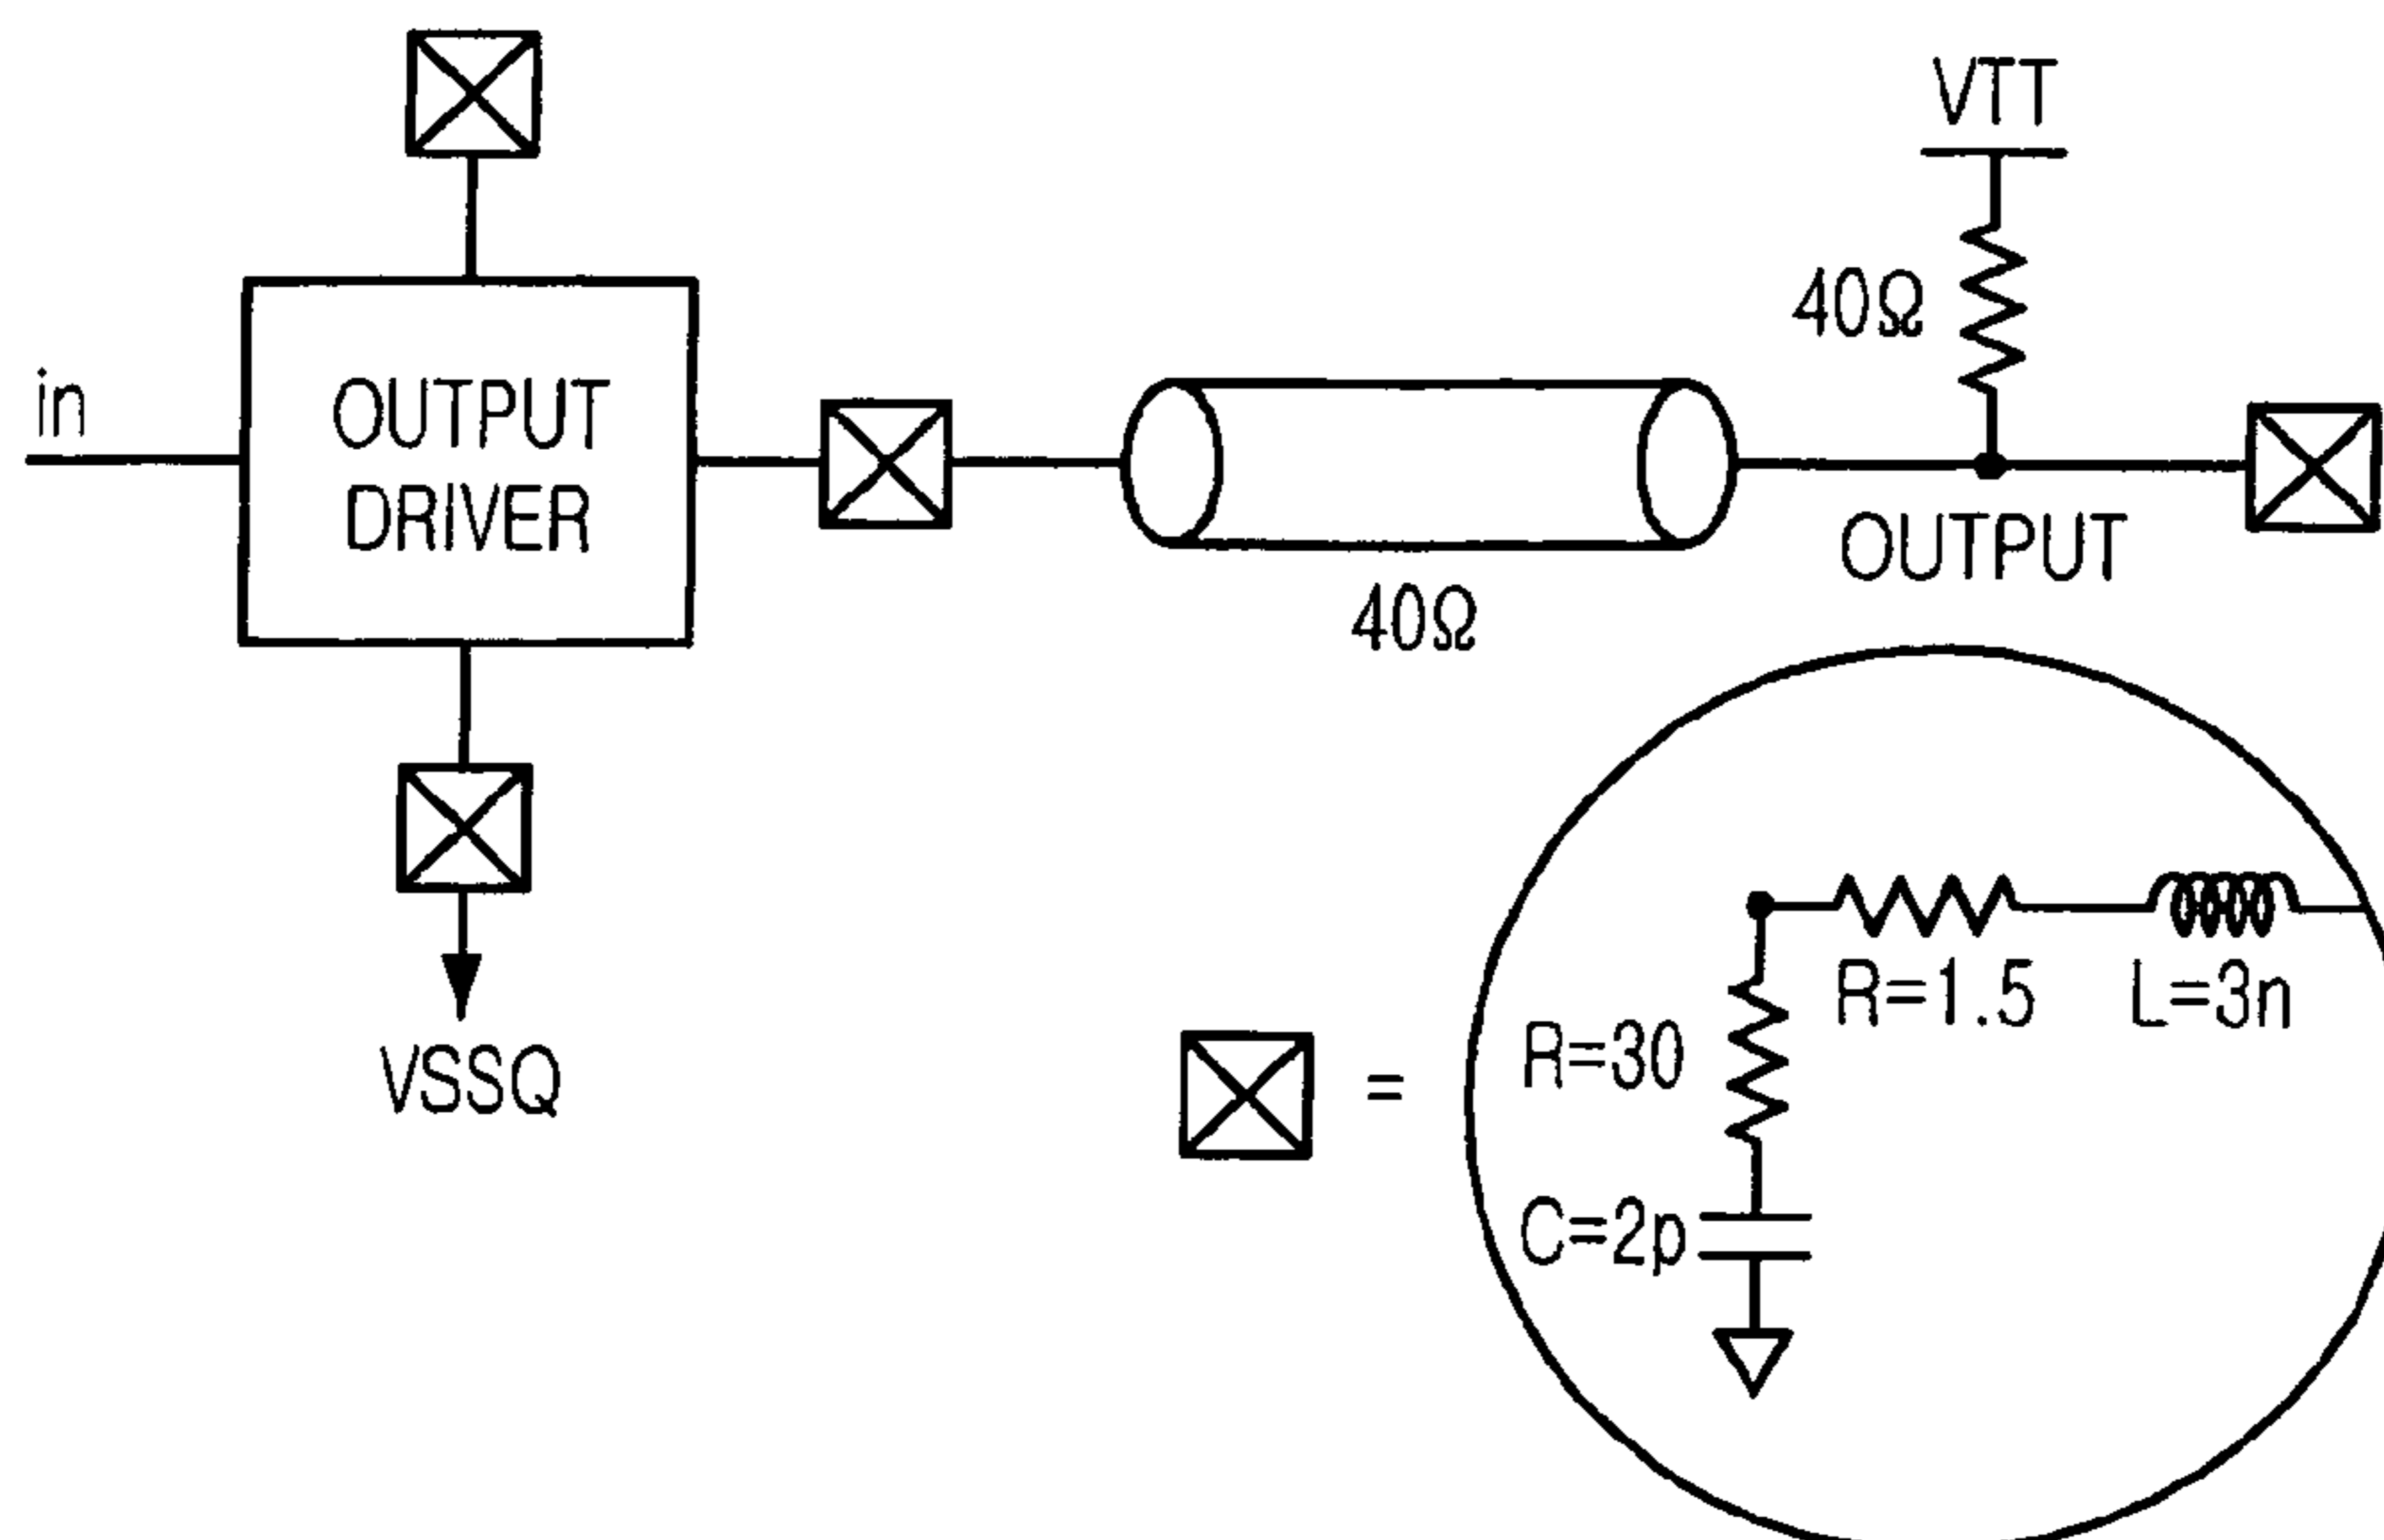 VTT
40Ω
in
OUTPUT
DRIVER
OUTPUT
40Ω
R=1.5
L=3n
R=30
VSSQ
=
C=2p